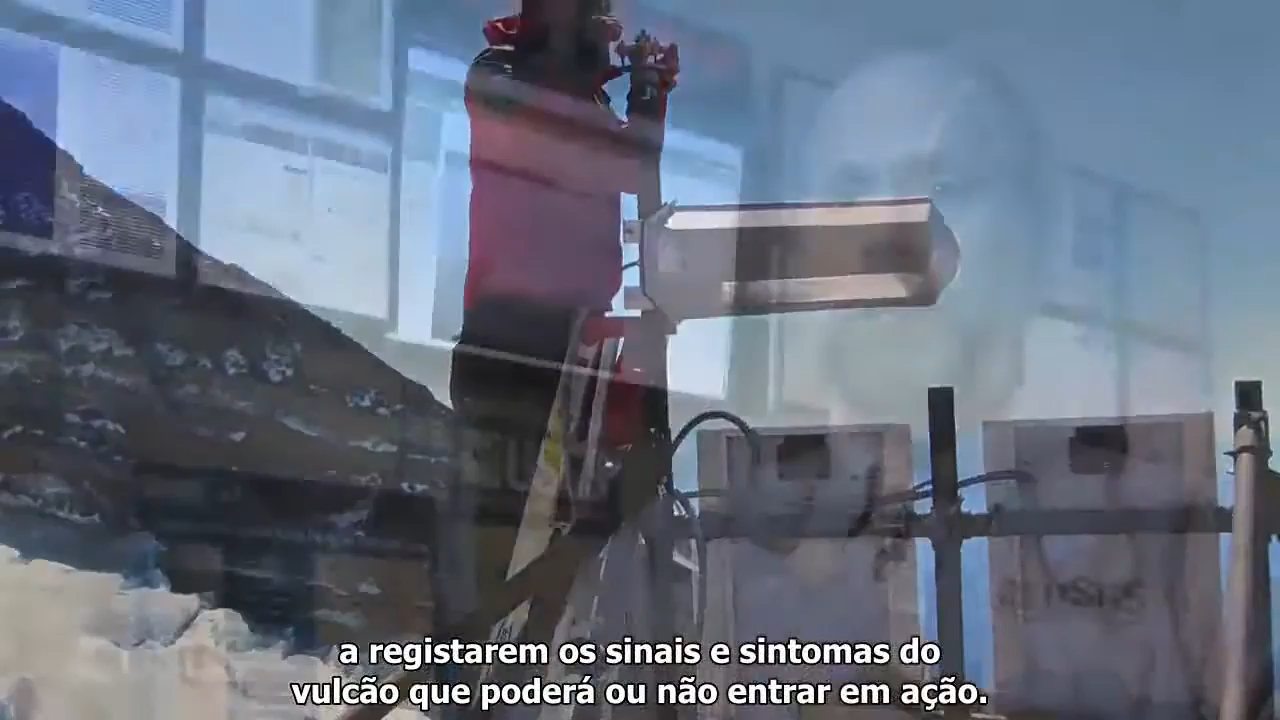 a registarem os sinais e sintomas do
vulcão que poderá ou não entrar em ação.